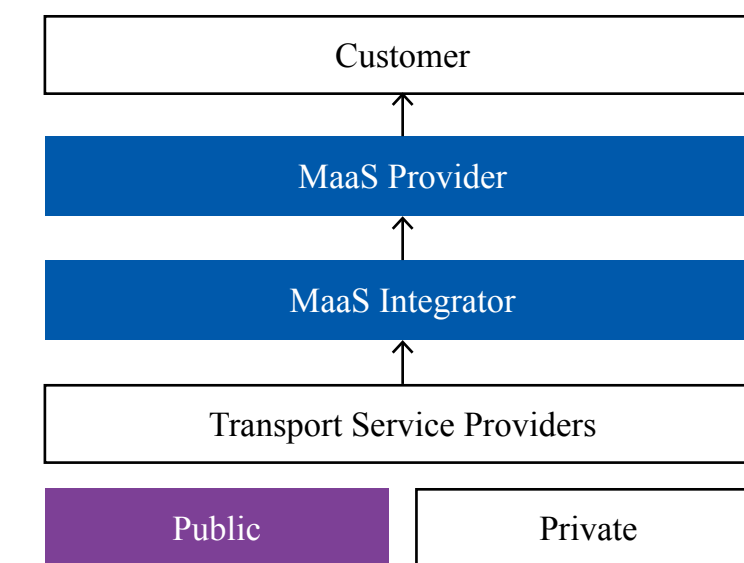 Customer
MaaS Provider
MaaS Integrator
Transport Service Providers
Public
Private